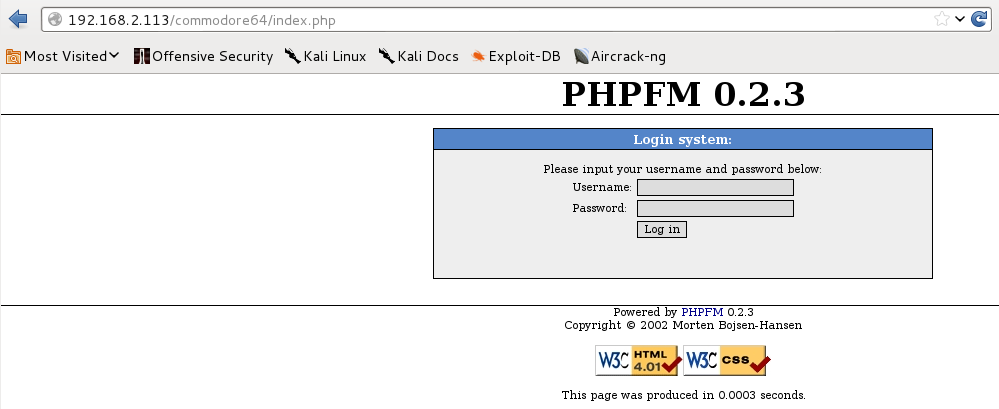 192.168.2.113/commodore64/index.php
Most Visited Offensive Security Kali Linux Kali Docs Exploit-DB Aircrack-ng
PHPFM 0.2.3
Login system:
Please input your username and password below:
Username:
Password:
Log in
Powered by PHPFM 0.2.3
Copyright © 2002 Morten Bojsen-Hansen
W3C HTML 4.01 W3C CSS
This page was produced in 0.0003 seconds.